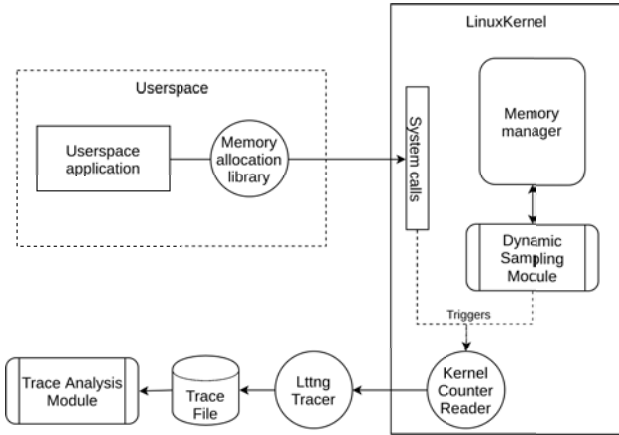 LinuxKernel
Userspace
Userspace
application
Memory
allocation
library
System calls
Memory
manager
Dynamic
Sampling
Mocule
Triggers
Kernel
Counter
Reader
Lttng
Tracer
Trace
File
Trace Analysis
Module